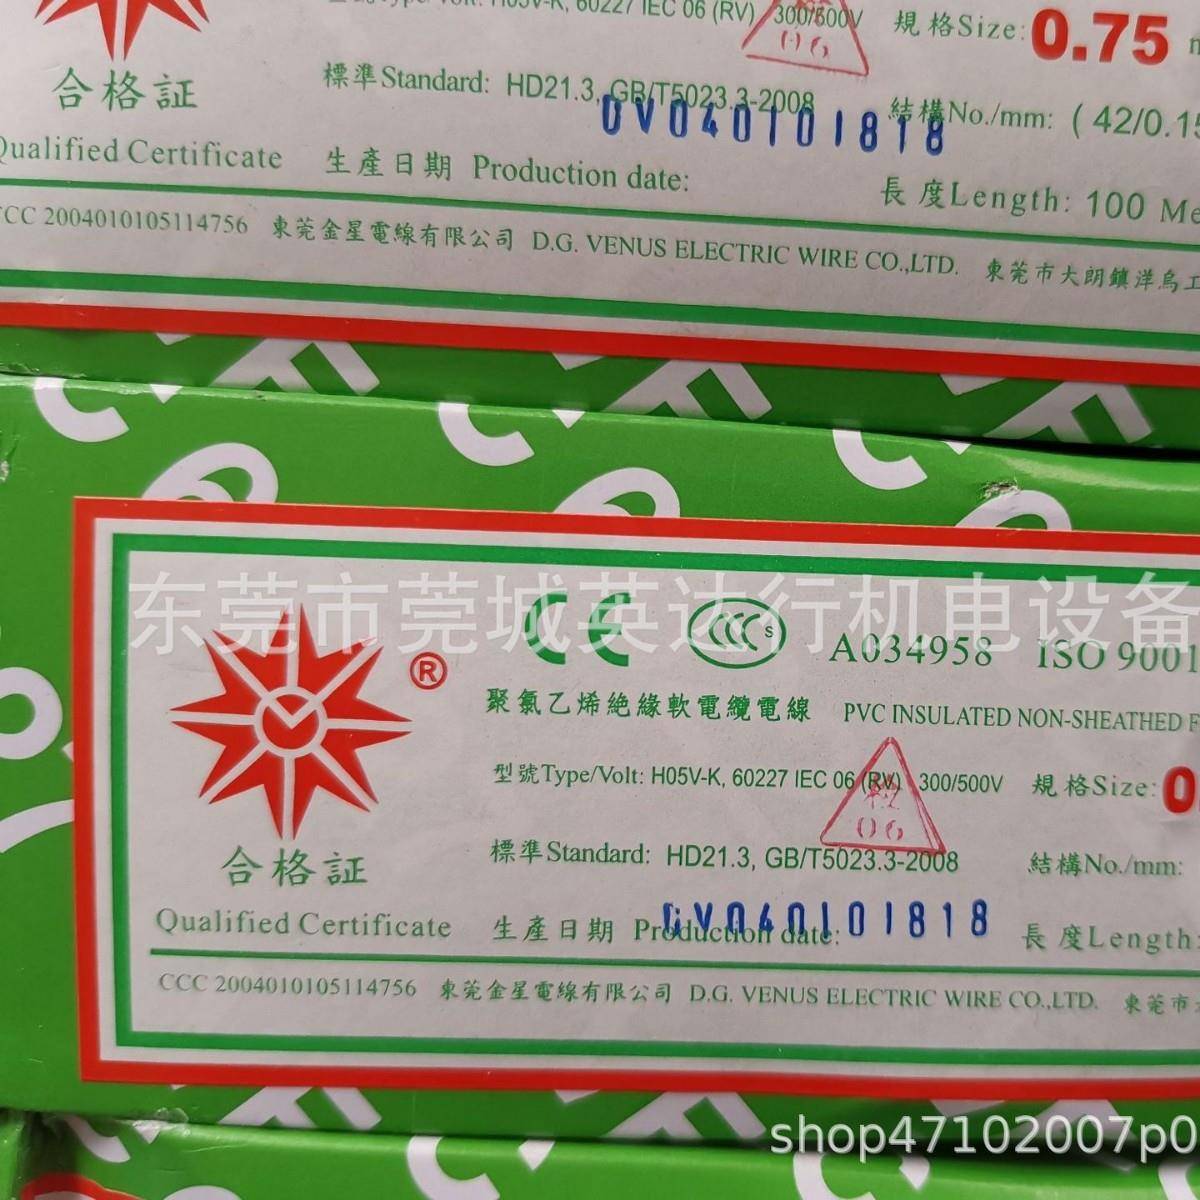 型號Type/Volt: H05V-K, 60227 IEC 06 (RV) 300/500V 規格Size: 0.75
06
合格証 標準Standard: HD21.3, GB/T5023.3-2008 結構No./mm: (42/0.15
0V040101818
Qualified Certificate 生產日期 Production date: 長度Length: 100
CCC 2004010105114756 東莞金星電線有限公司 D.G. VENUS ELECTRIC WIRE CO.,LTD. 東莞市大朗鎮洋烏工
东莞市莞城英达行机电设备
CE CCC S A034958 ISO 9001
®
聚氯乙烯絶緣軟電纜電線 PVC INSULATED NON-SHEATHED F
型號Type/Volt: H05V-K, 60227 IEC 06 (RV) 300/500V 規格Size: 0
06
合格証 標準Standard: HD21.3, GB/T5023.3-2008 結構No./mm:
0V040101818
Qualified Certificate 生產日期 Production date: 長度Length:
CCC 2004010105114756 東莞金星電線有限公司 D.G. VENUS ELECTRIC WIRE CO.,LTD. 東莞市
shop47102007p0